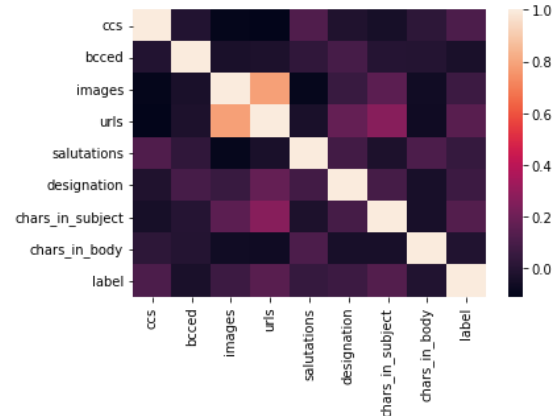 ccs
bcced
images
urls
salutations
designation
chars_in_subject
chars_in_body
label
ccs
bcced
images
urls
salutations
designation
chars_in_subject
chars_in_body
label
1.0
0.8
0.6
0.4
0.2
0.0